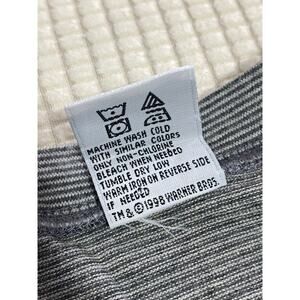 MACHINE WASH COLD
WITH SIMILAR COLORS
ONLY NON-CHLORINE
BLEACH WHEN NEEDED
TUMBLE DRY LOW
WARM IRON ON REVERSE SIDE
if NEEDED
TM & ©1998 WARNER BROS.